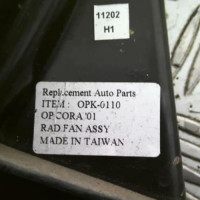 11202
H1
Replacement Auto Parts
ITEM : OPK-0110
OP.CORA '01
RAD.FAN ASSY
MADE IN TAIWAN